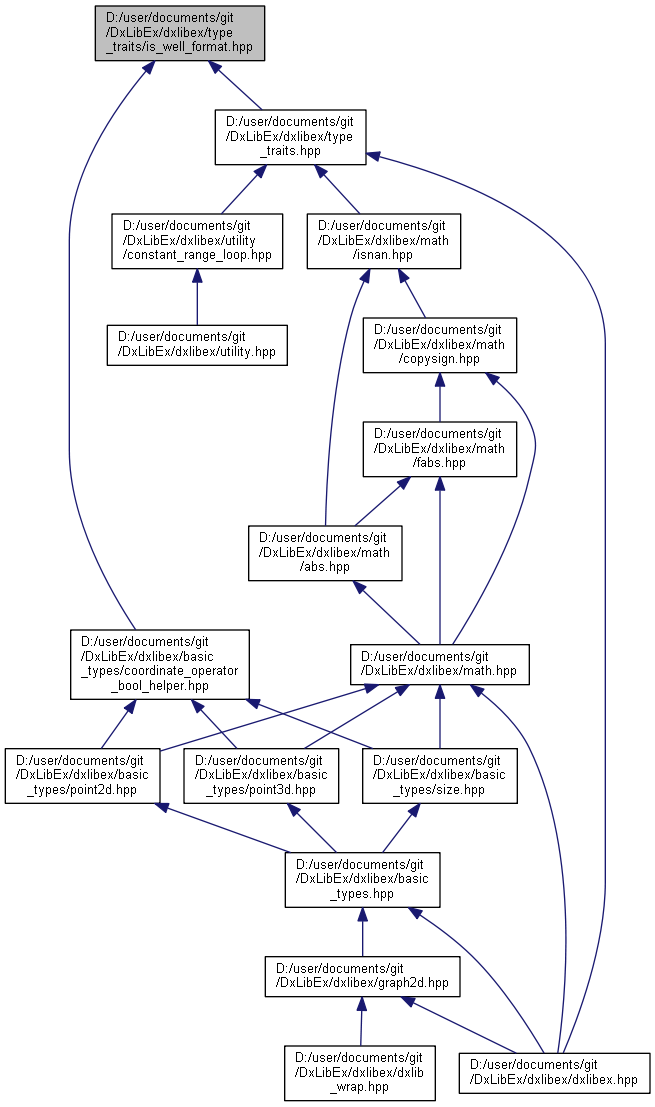 D:/user/documents/git
/DxLibEx/dxlibex/type
_traits/is_well_format.hpp
D:/user/documents/git
/DxLibEx/dxlibex/type
_traits.hpp
D:/user/documents/git
/DxLibEx/dxlibex/utility
/constant_range_loop.hpp
D:/user/documents/git
/DxLibEx/dxlibex/math
/isnan.hpp
D:/user/documents/git
/DxLibEx/dxlibex/utility.hpp
D:/user/documents/git
/DxLibEx/dxlibex/math
/copysign.hpp
D:/user/documents/git
/DxLibEx/dxlibex/math
/fabs.hpp
D:/user/documents/git
/DxLibEx/dxlibex/math
/abs.hpp
D:/user/documents/git
/DxLibEx/dxlibex/basic
_types/coordinate_operator
_bool_helper.hpp
D:/user/documents/git
/DxLibEx/dxlibex/math.hpp
D:/user/documents/git
/DxLibEx/dxlibex/basic
_types/point2d.hpp
D:/user/documents/git
/DxLibEx/dxlibex/basic
_types/point3d.hpp
D:/user/documents/git
/DxLibEx/dxlibex/basic
_types/size.hpp
D:/user/documents/git
/DxLibEx/dxlibex/basic
_types.hpp
D:/user/documents/git
/DxLibEx/dxlibex/graph2d.hpp
D:/user/documents/git
/DxLibEx/dxlibex/dxlib
_wrap.hpp
D:/user/documents/git
/DxLibEx/dxlibex/dxlibex.hpp